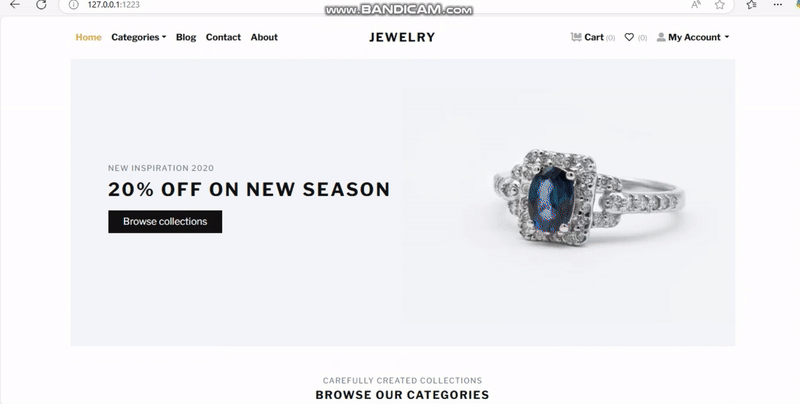 127.0.0.1:1223
www.BANDICAM.com
Home Categories Blog Contact About
JEWELRY
Cart (0) (0) My Account
NEW INSPIRATION 2020
20% OFF ON NEW SEASON
Browse collections
CAREFULLY CREATED COLLECTIONS
BROWSE OUR CATEGORIES